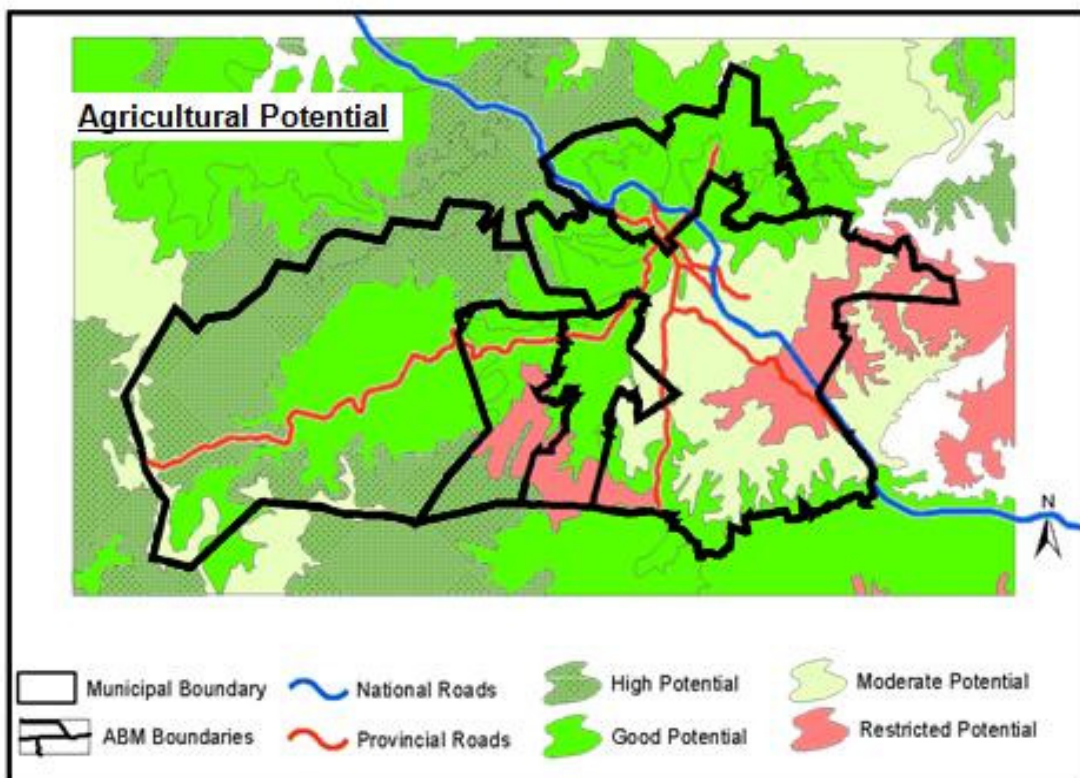 Agricultural Potential
N
Municipal Boundary
National Roads
High Potential
Moderate Potential
ABM Boundaries
Provincial Roads
Good Potential
Restricted Potential